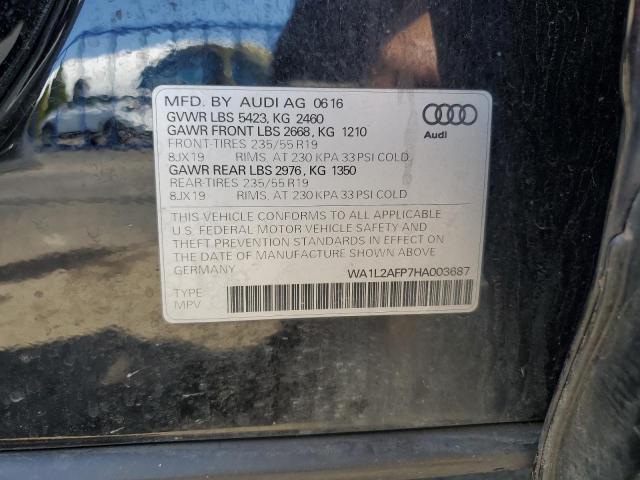 MFD. BY AUDI AG 06 16
GVWR LBS 5423, KG 2460
GAWR FRONT LBS 2668, KG 1210
FRONT-TIRES 235/55 R19
8JX19 RIMS, AT 230 KPA 33 PSI COLD
GAWR REAR LBS 2976, KG 1350
REAR-TIRES 235/55 R19
8JX19 RIMS, AT 230 KPA 33 PSI COLD
Audi
THIS VEHICLE CONFORMS TO ALL APPLICABLE
U.S. FEDERAL MOTOR VEHICLE SAFETY AND
THEFT PREVENTION STANDARDS IN EFFECT ON
THE DATE OF MANUFACTURE SHOWN ABOVE
GERMANY
WA1L2AFP7HA003687
TYPE
MPV